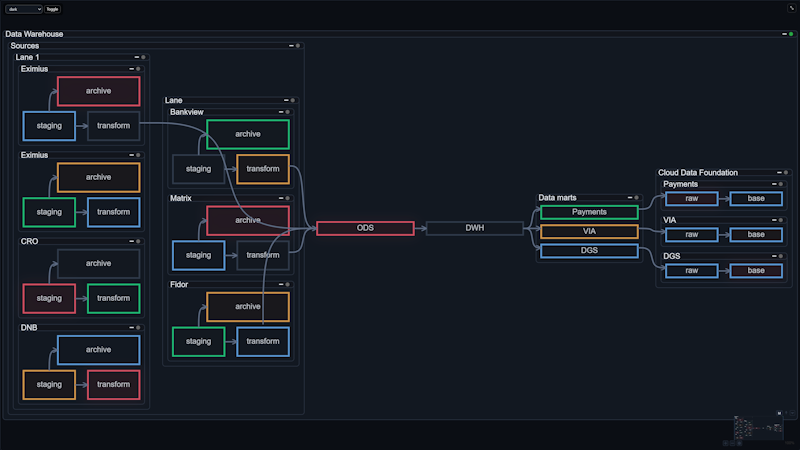 dark
Toggle
Data Warehouse
Sources
Lane 1
Eximius
archive
staging
transform
Eximius
archive
staging
transform
CRO
archive
staging
transform
DNB
archive
staging
transform
Lane
Bankview
archive
staging
transform
Matrix
archive
staging
transform
Fidor
archive
staging
transform
ODS
DWH
Data marts
Payments
VIA
DGS
Cloud Data Foundation
Payments
raw
base
VIA
raw
base
DGS
raw
base